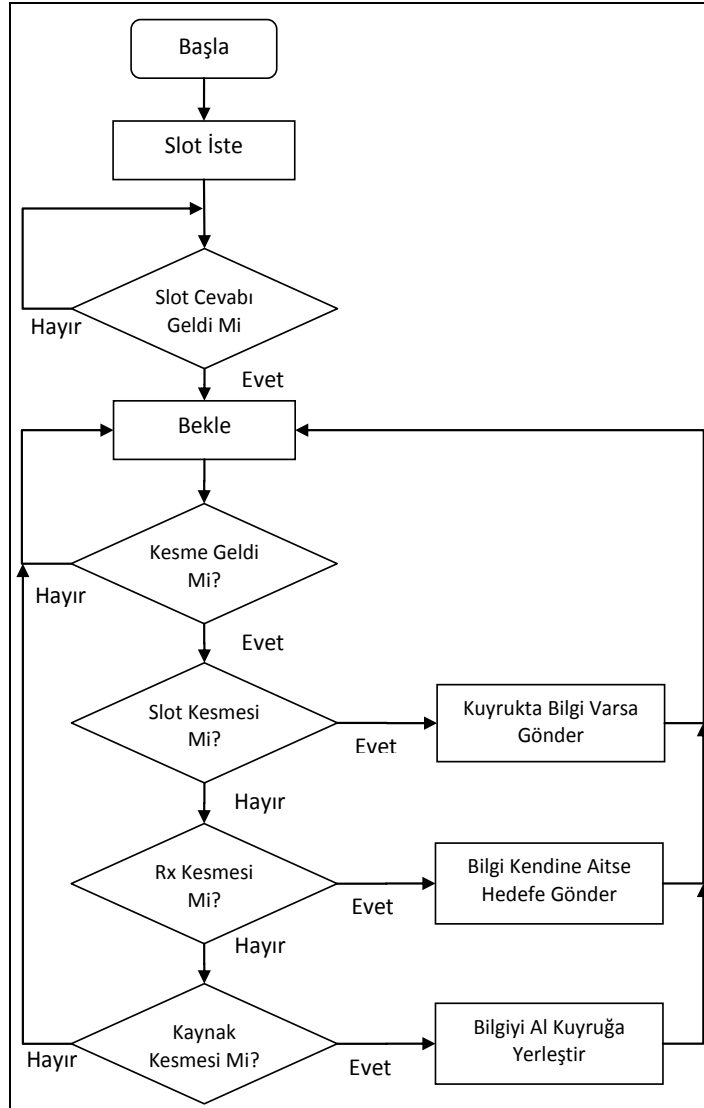 Başla
Slot İste
Slot Cevabı
Geldi Mi
Hayır
Evet
Bekle
Kesme Geldi
Mi?
Hayır
Evet
Slot Kesmesi
Mi?
Evet
Kuyrukta Bilgi Varsa
Gönder
Hayır
Rx Kesmesi
Mi?
Evet
Bilgi Kendine Aitse
Hedefe Gönder
Hayır
Kaynak
Kesmesi Mi?
Hayır
Evet
Bilgiyi Al Kuyruğa
Yerleştir